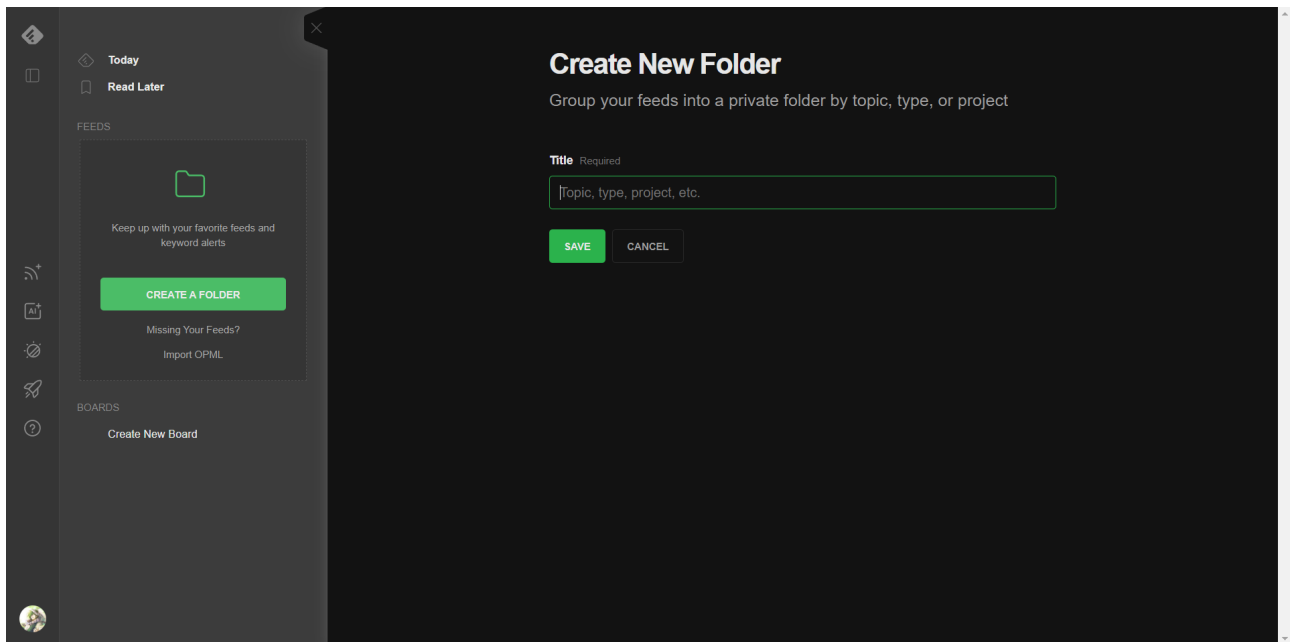 Today
Read Later
FEEDS
Keep up with your favorite feeds and
keyword alerts
CREATE A FOLDER
Missing Your Feeds?
Import OPML
BOARDS
Create New Board
AI
Create New Folder
Group your feeds into a private folder by topic, type, or project
Title Required
Topic, type, project, etc.
SAVE CANCEL